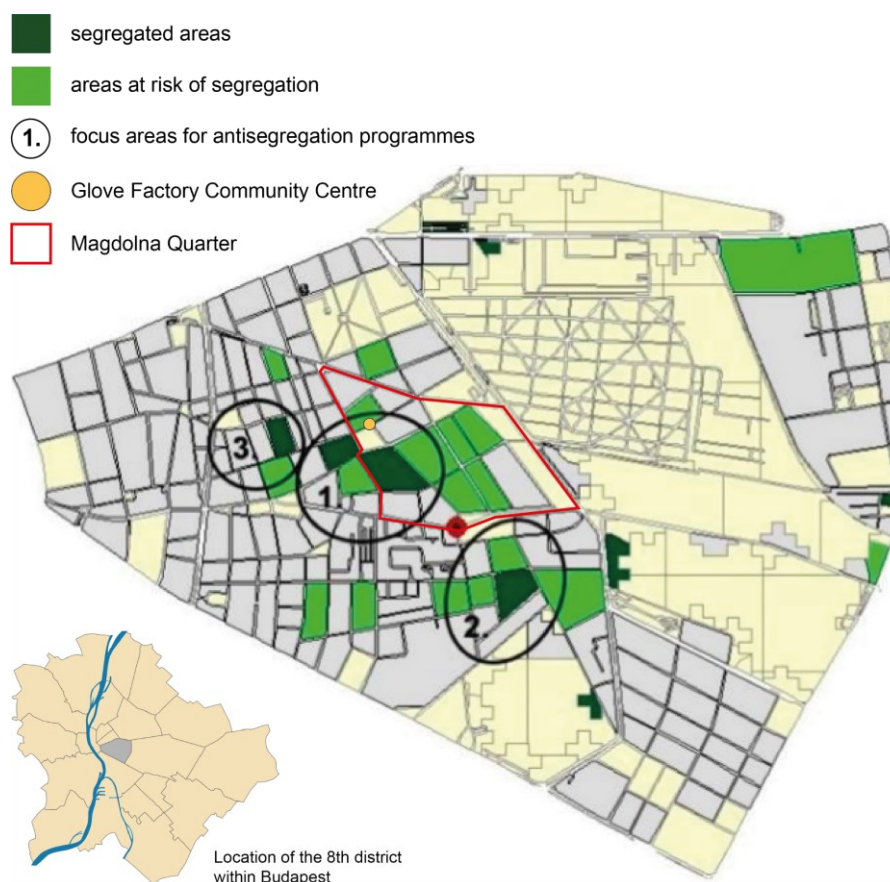 segregated areas
areas at risk of segregation
1. focus areas for antisegregation programmes
Glove Factory Community Centre
Magdolna Quarter
3.
1.
2.
Location of the 8th district
within Budapest